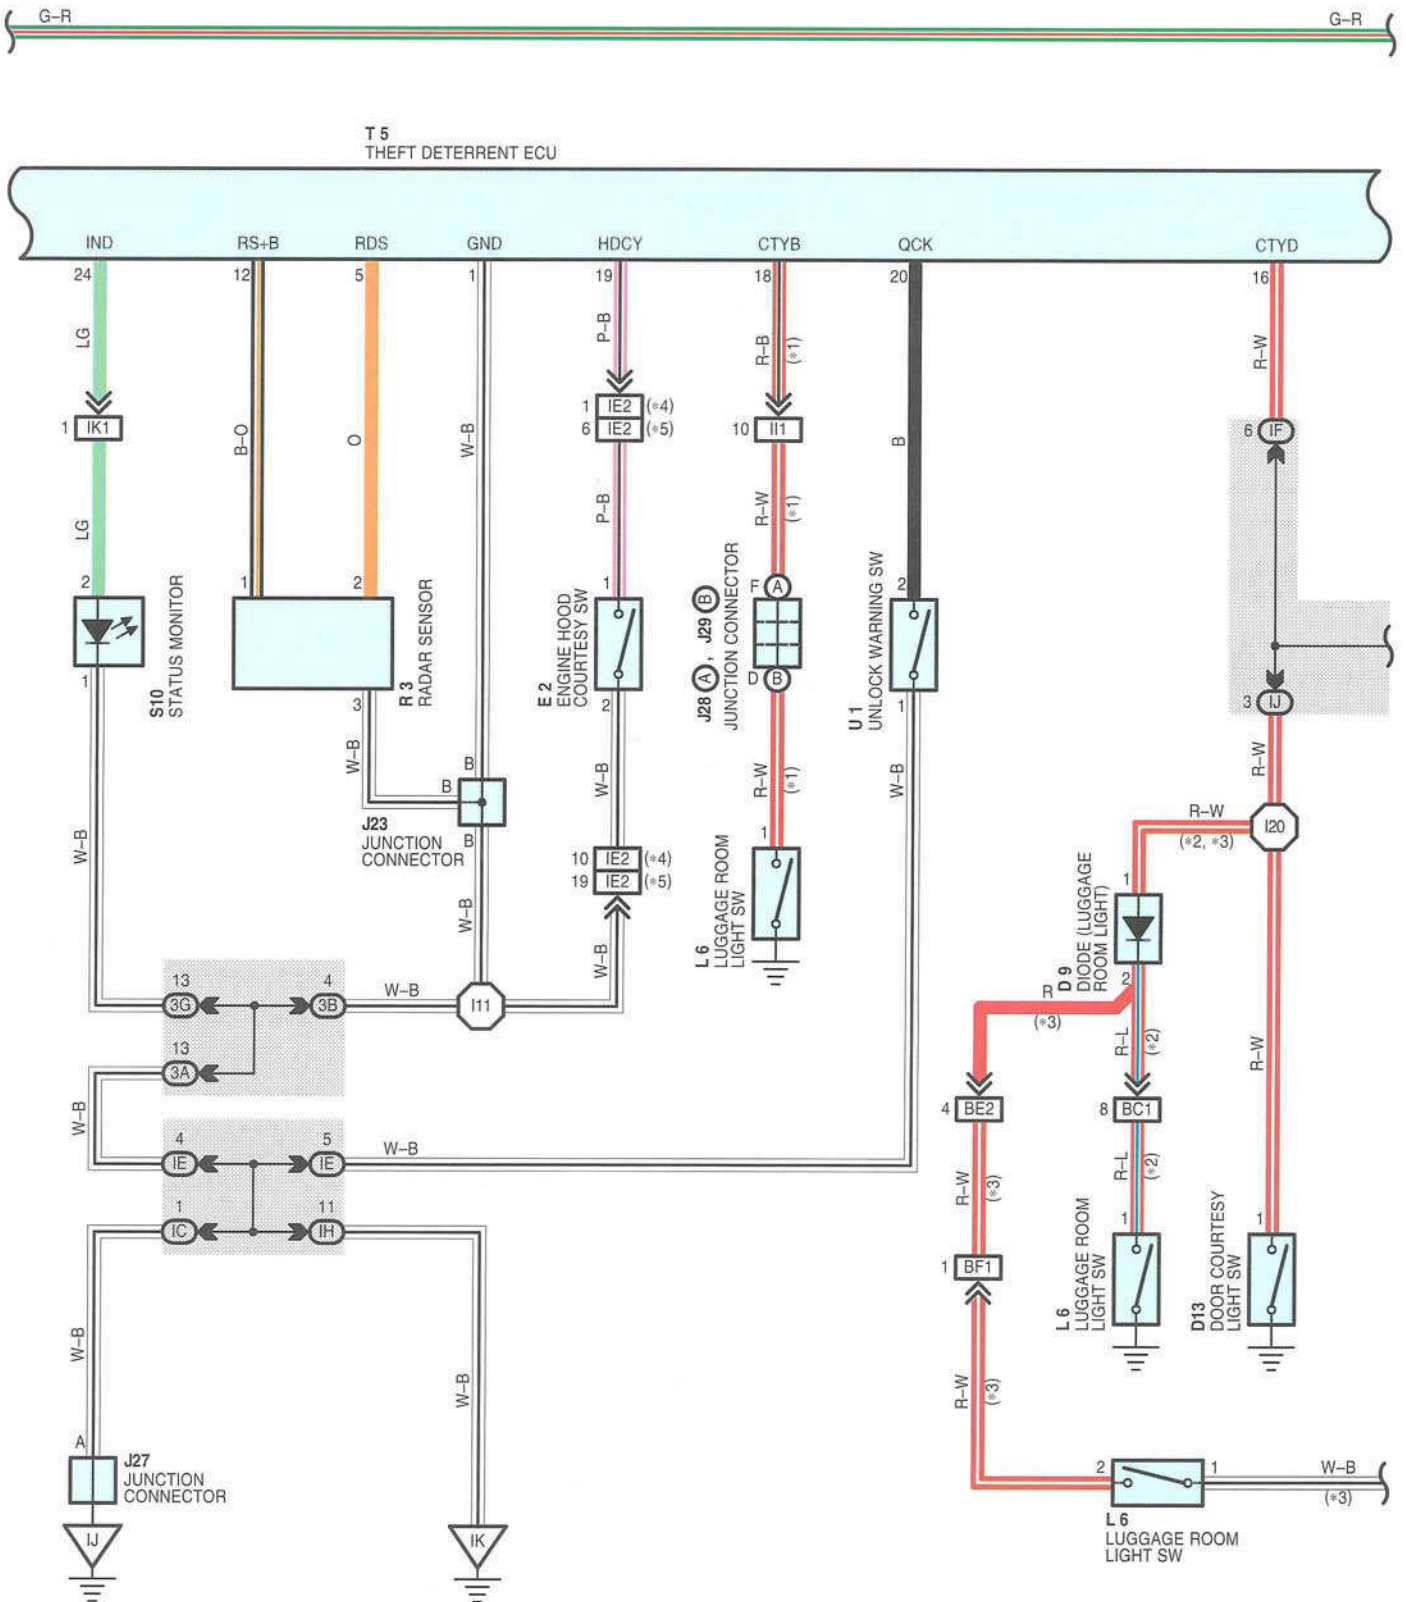 G–R G–R
T 5
THEFT DETERRENT ECU
IND RS+B RDS GND HDCY CTYB QCK CTYD
24 12 5 1 19 18 20 16
LG
P–B
R–B
(*1)
R–W
1 IE2 (*4)
1 IK1
6 IE2 (*5)
10 II1
6 IF
B–O
O
W–B
B
LG
P–B
R–W
(*1)
2 1 2 1 F A 2
S10
STATUS MONITOR
R 3
RADAR SENSOR
E 2
ENGINE HOOD
COURTESY SW
J28 A , J29 B
JUNCTION CONNECTOR
U 1
UNLOCK WARNING SW
1 3 2 D B 1
3 IJ
W–B
B
B
W–B
R–W
(*1)
W–B
R–W
J23
JUNCTION
CONNECTOR
B
R–W
(*2, *3)
I20
1
10 IE2 (*4)
19 IE2 (*5)
W–B
W–B
W–B
L 6
LUGGAGE ROOM
LIGHT SW
1
D 9
DIODE (LUGGAGE
ROOM LIGHT)
2
13 4
3G 3B
W–B
I11
R
(*3)
R–L
(*2)
R–W
13
3A
W–B
4 BE2
8 BC1
4 5
IE IE
W–B
R–W
(*3)
R–L
(*2)
1 11
IC IH
1 1
1 BF1
L 6
LUGGAGE ROOM
LIGHT SW
D13
DOOR COURTESY
LIGHT SW
W–B
W–B
R–W
(*3)
A
J27
JUNCTION
CONNECTOR
2 1
W–B
(*3)
L 6
LUGGAGE ROOM
LIGHT SW
IJ IK